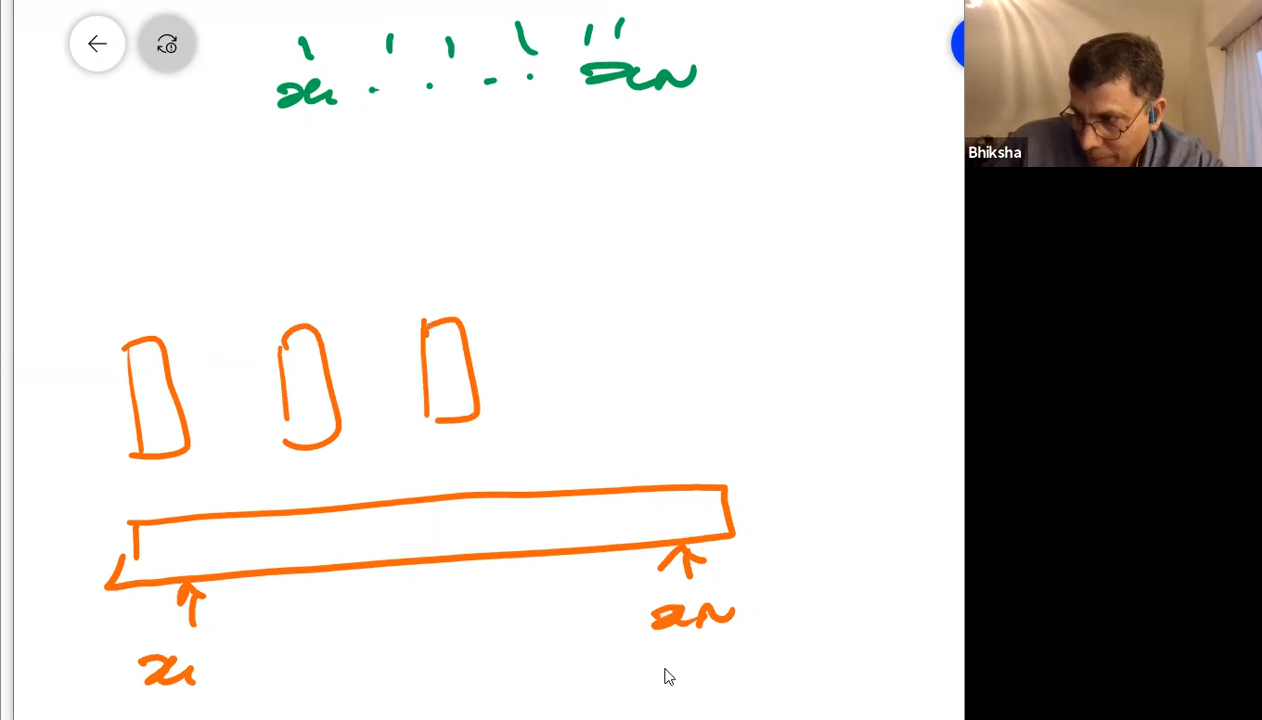 x1 . . - . xN
Bhiksha
xN
x1